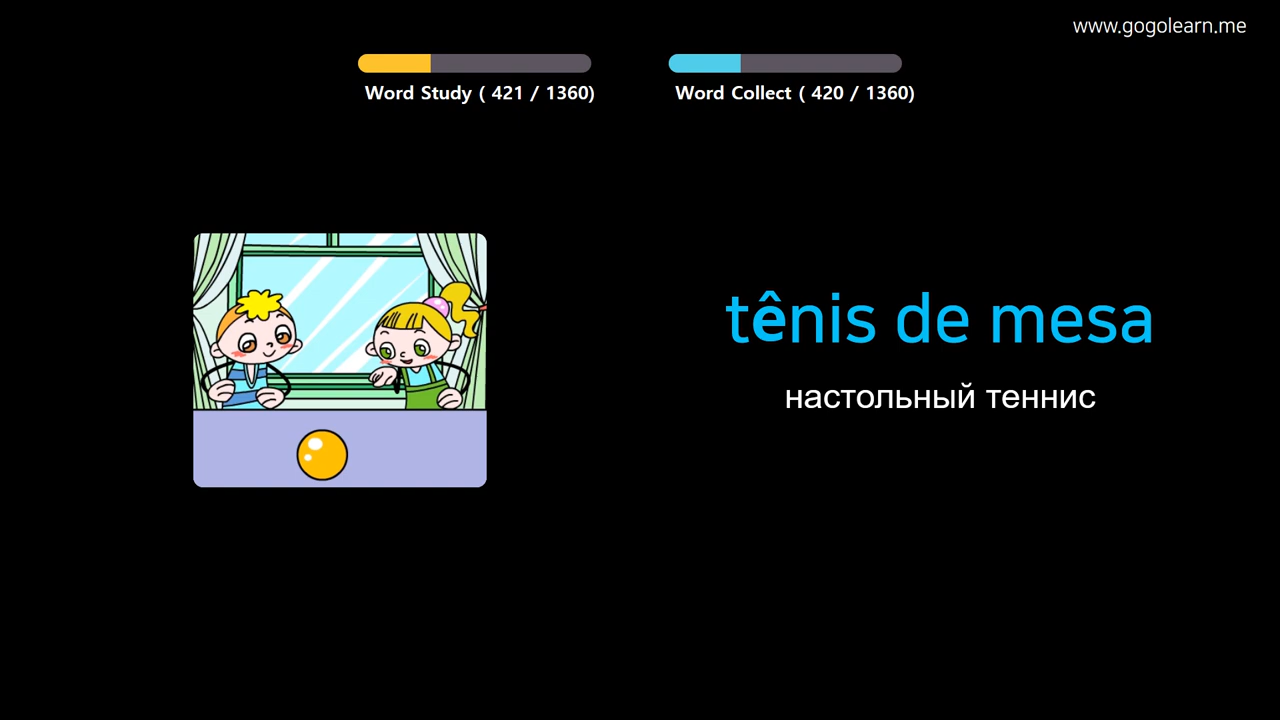 www.gogolearn.me
Word Study ( 421 / 1360)
Word Collect ( 420 / 1360)
tênis de mesa
настольный теннис